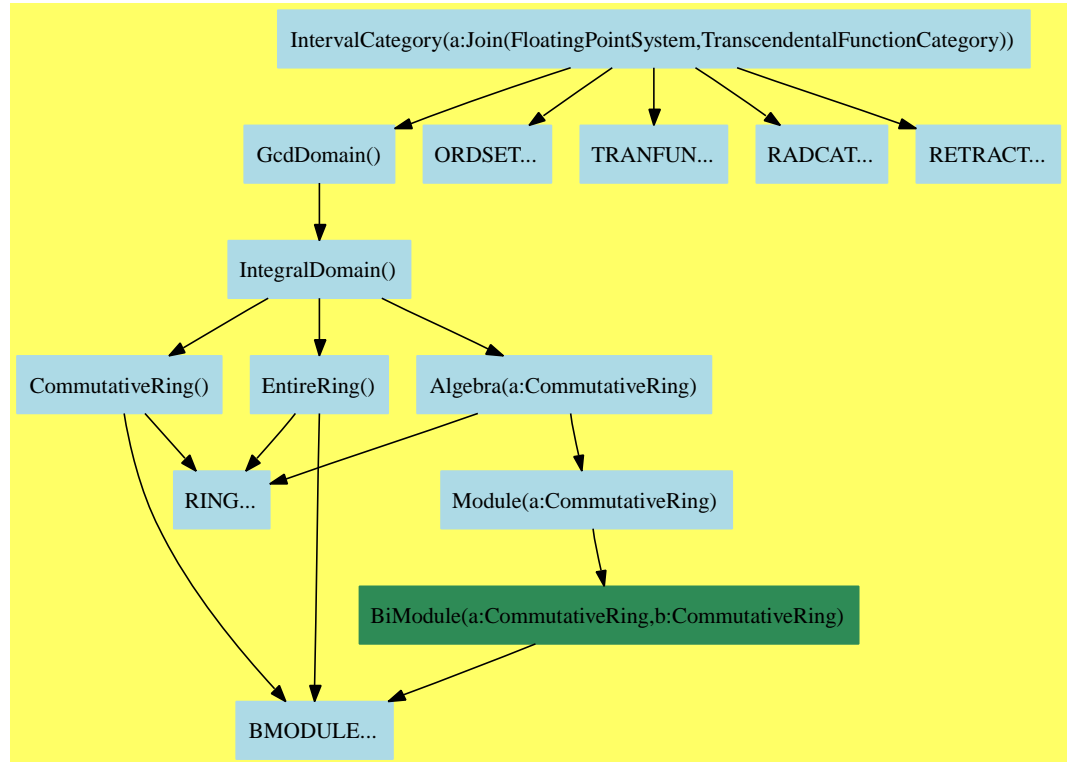 IntervalCategory(a:Join(FloatingPointSystem,TranscendentalFunctionCategory))
GcdDomain()
ORDSET...
TRANFUN...
RADCAT...
RETRACT...
IntegralDomain()
CommutativeRing()
EntireRing()
Algebra(a:CommutativeRing)
RING...
Module(a:CommutativeRing)
BiModule(a:CommutativeRing,b:CommutativeRing)
BMODULE...